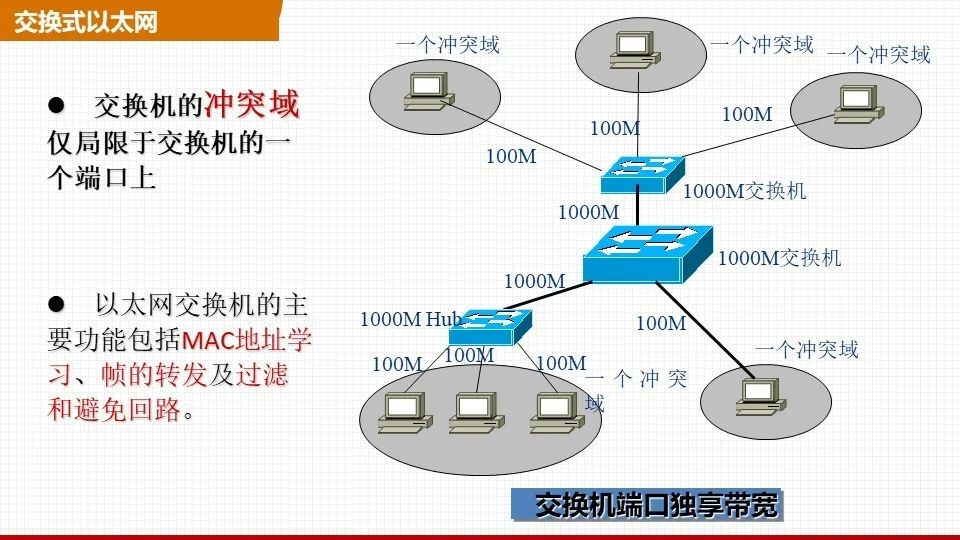 交换式以太网
● 交换机的冲突域
仅局限于交换机的一
个端口上
● 以太网交换机的主
要功能包括MAC地址学
习、帧的转发及过滤
和避免回路。
一个冲突域
一个冲突域
一个冲突域
100M
100M
100M
1000M交换机
1000M
1000M交换机
1000M
1000M Hub
100M
100M
100M
100M
一个冲突域
一个冲突
域
交换机端口独享带宽